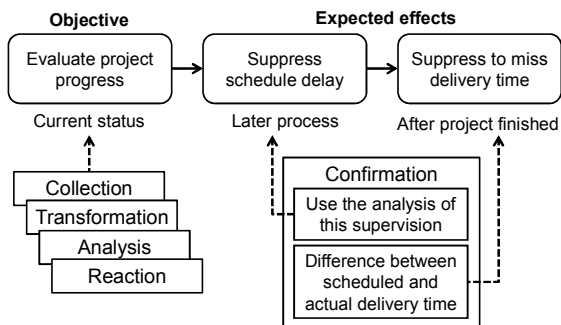 Objective
Expected effects
Evaluate project
progress
Suppress
schedule delay
Suppress to miss
delivery time
Current status
Later process
After project finished
Collection
Transformation
Analysis
Reaction
Confirmation
Use the analysis of
this supervision
Difference between
scheduled and
actual delivery time